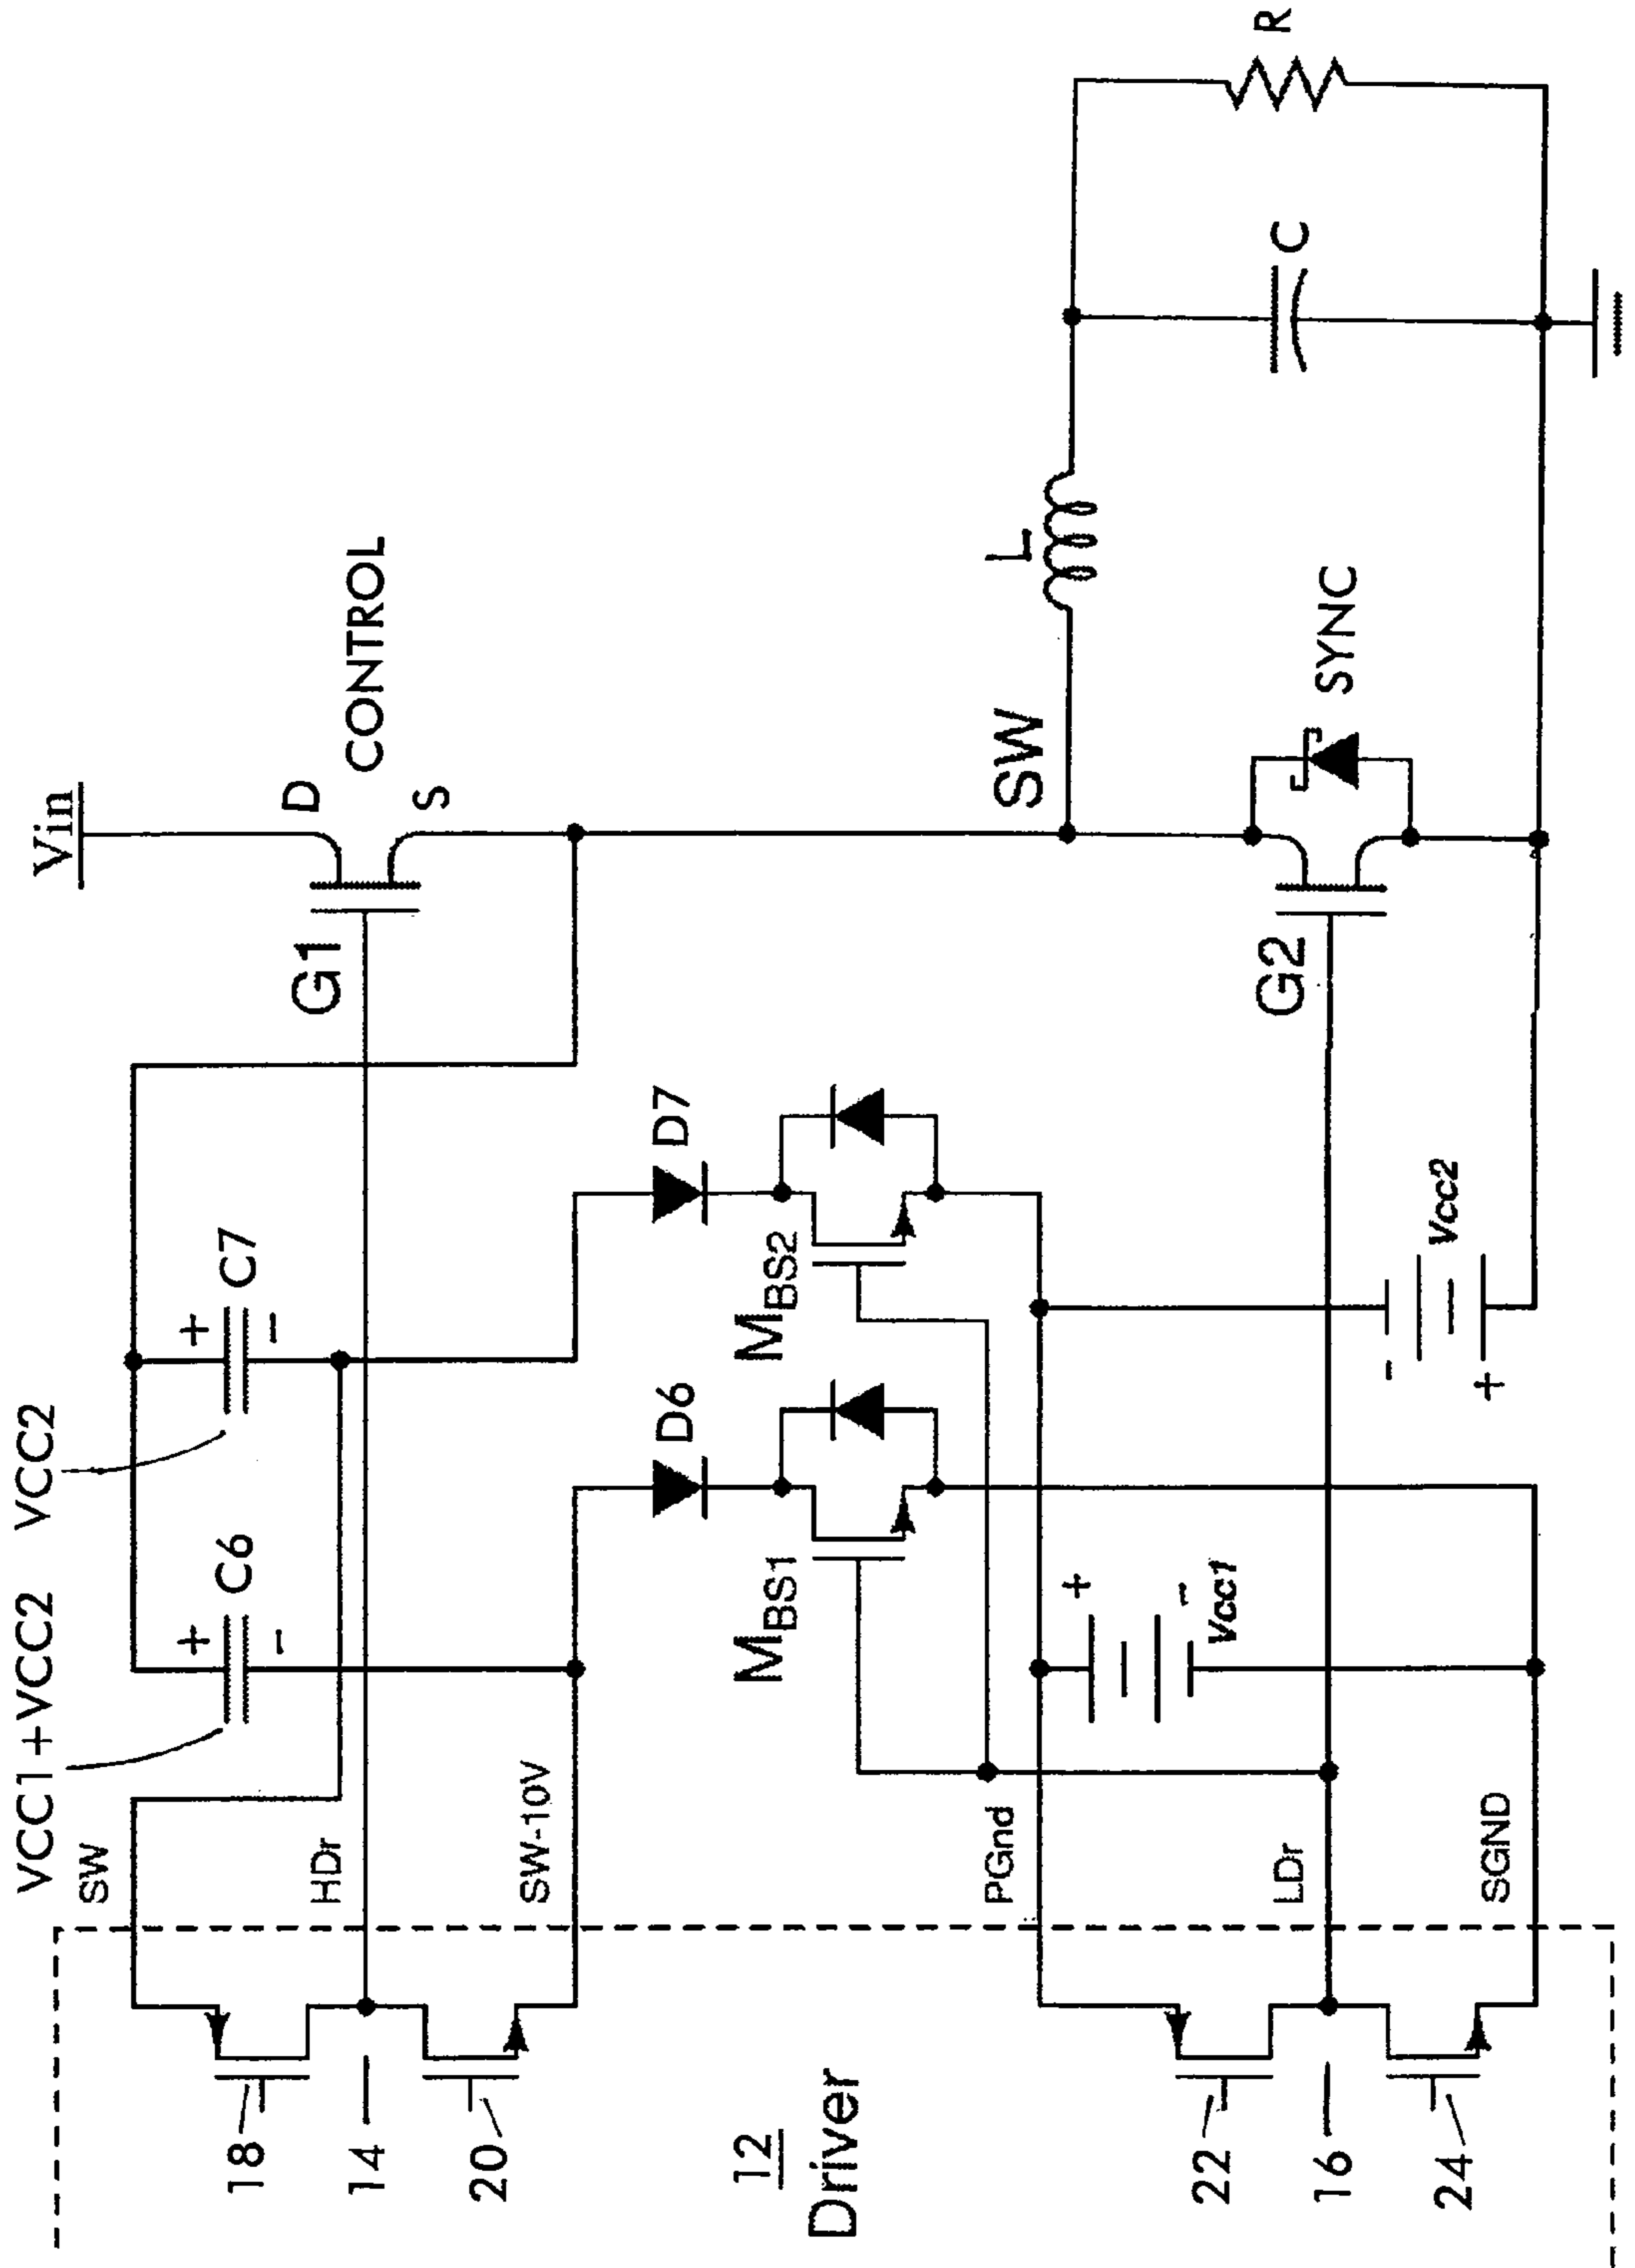 Vin
D
CONTROL
S
G1
VCC1+VCC2
VCC2
+
C6
-
+
C7
-
SW
HDr
SW-10V
18
14
20
12
Driver
D6
D7
MBS1
MBS2
SW
L
C
R
SYNC
G2
PGnd
LDr
SGND
+
-
Vcc1
-
Vcc2
+
22
16
24